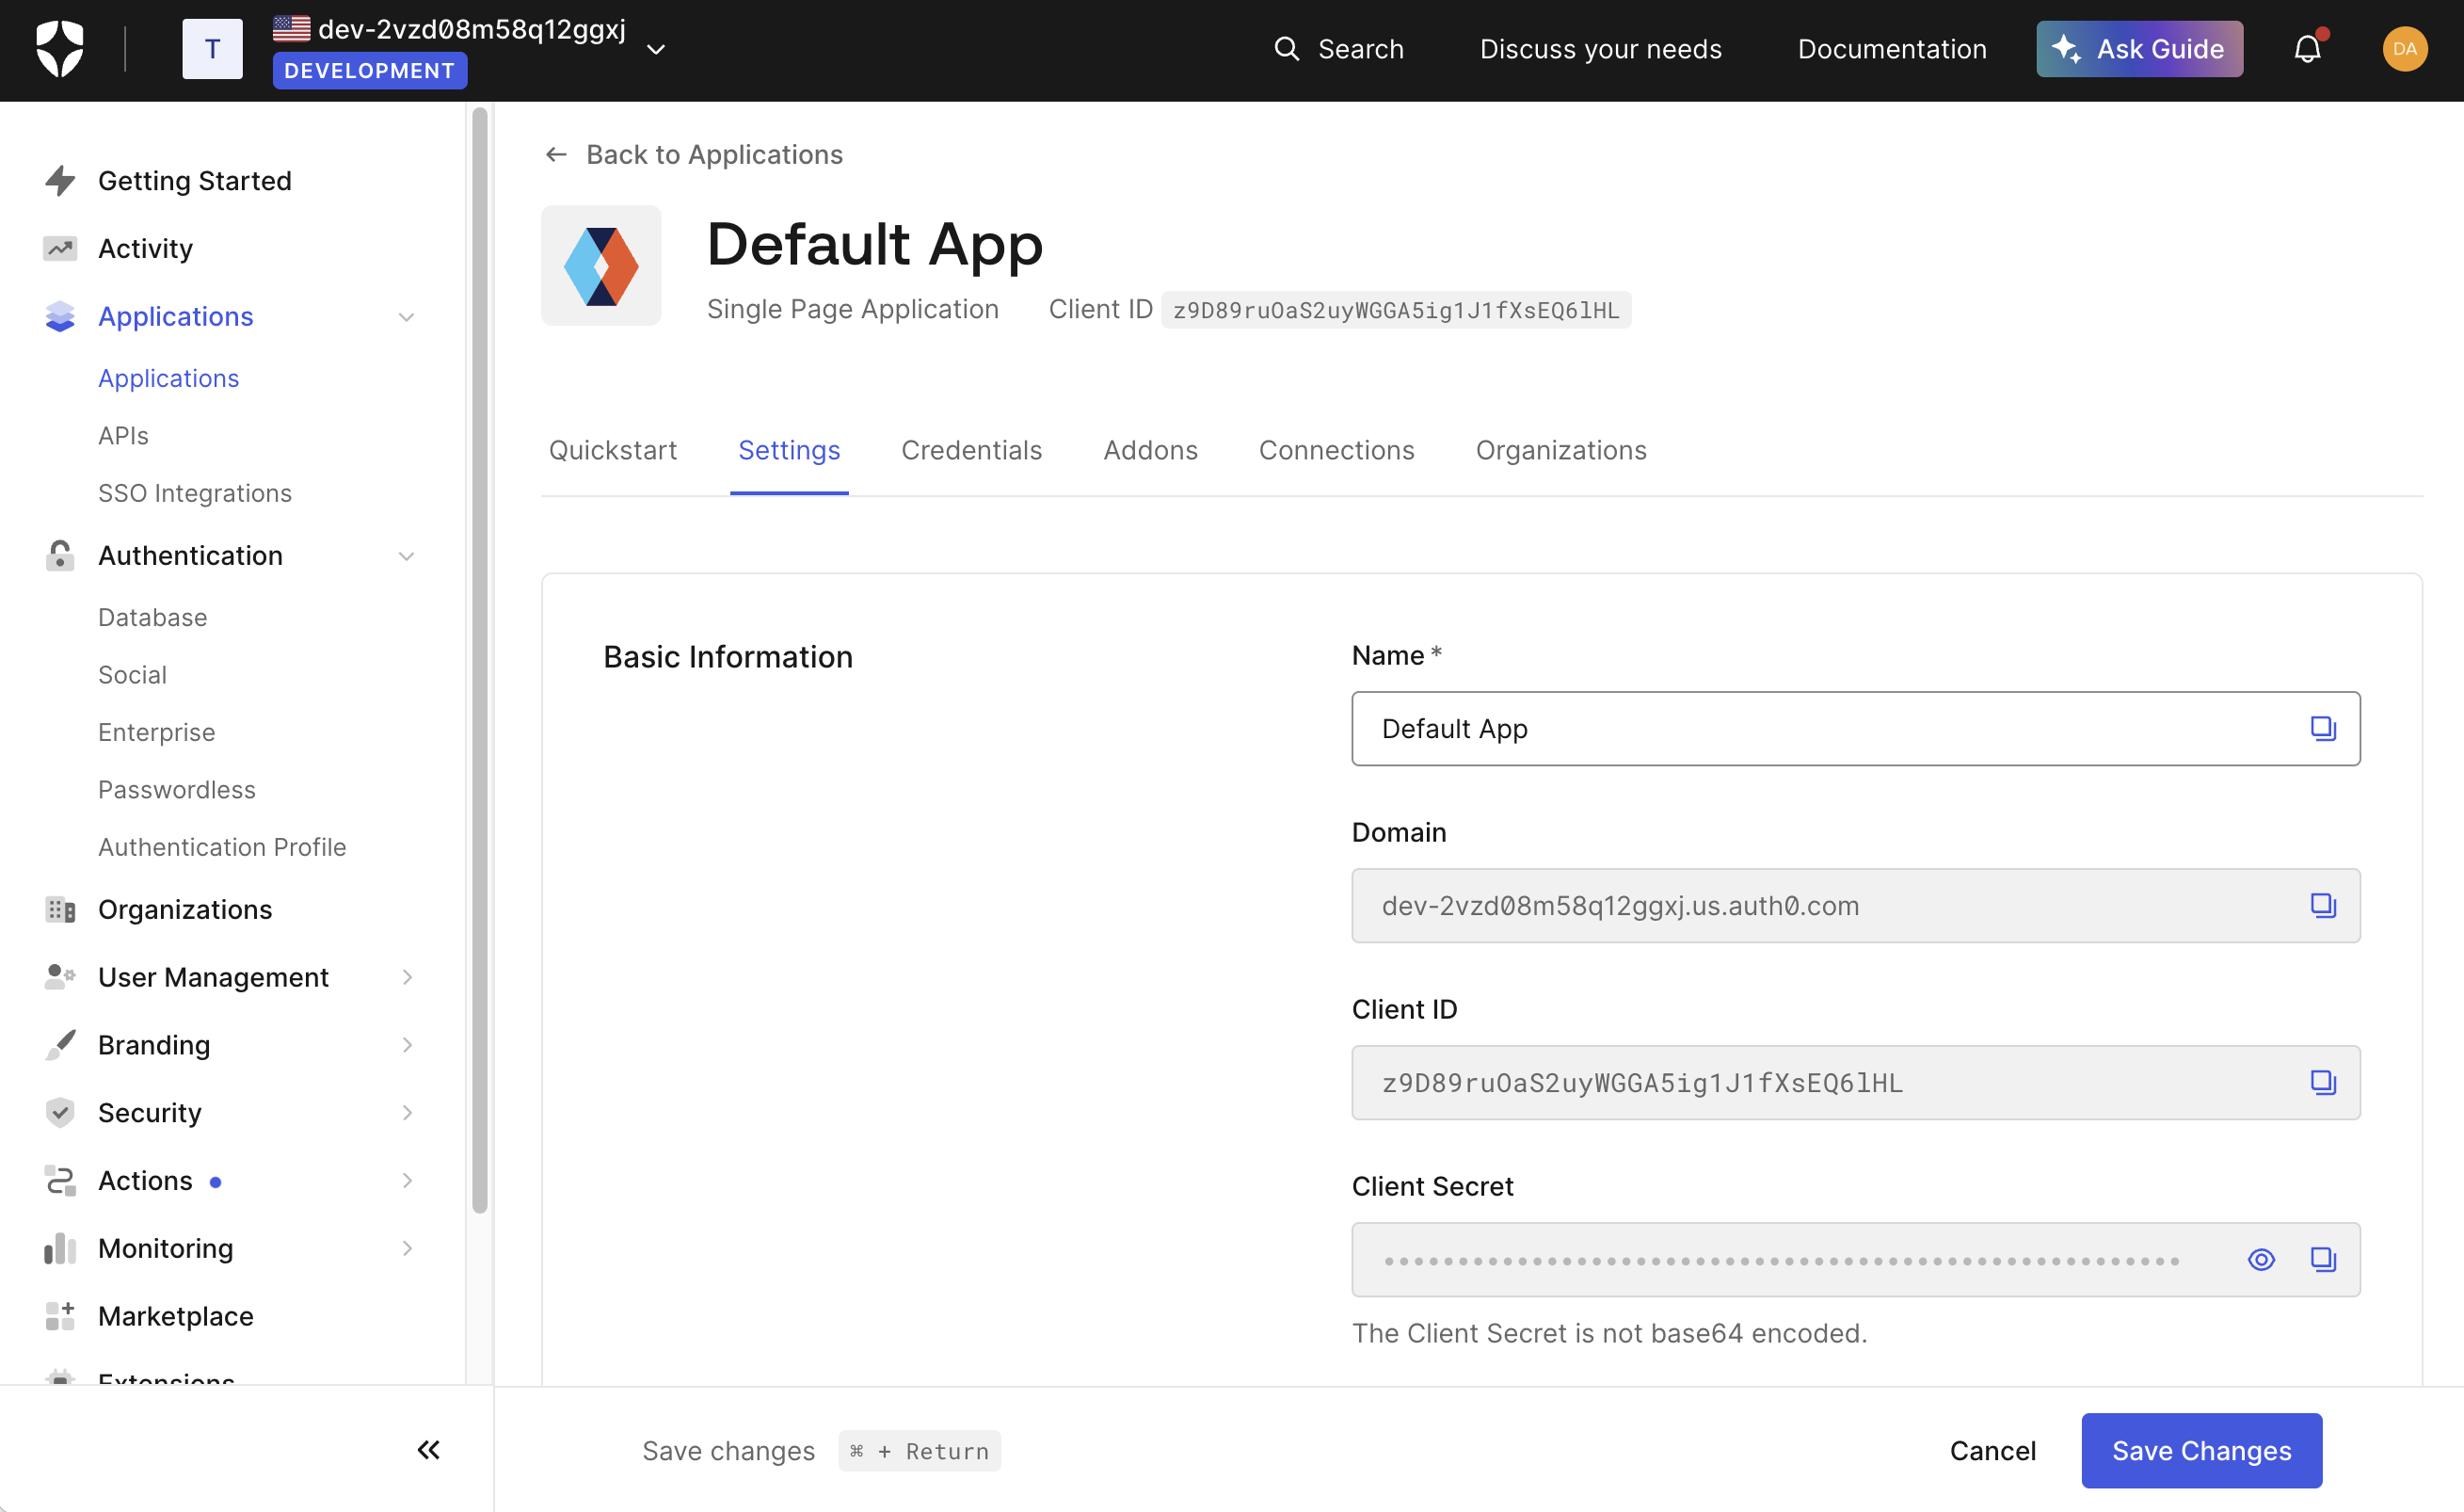 T
dev-2vzd08m58q12ggxj
DEVELOPMENT
Search
Discuss your needs
Documentation
Ask Guide
DA
Getting Started
Activity
Applications
Applications
APIs
SSO Integrations
Authentication
Database
Social
Enterprise
Passwordless
Authentication Profile
Organizations
User Management
Branding
Security
Actions
Monitoring
Marketplace
Extensions
Back to Applications
Default App
Single Page Application
Client ID z9D89ruOaS2uyWGGA5ig1J1fXsEQ6lHL
Quickstart
Settings
Credentials
Addons
Connections
Organizations
Basic Information
Name *
Default App
Domain
dev-2vzd08m58q12ggxj.us.auth0.com
Client ID
z9D89ruOaS2uyWGGA5ig1J1fXsEQ6lHL
Client Secret
The Client Secret is not base64 encoded.
Save changes ⌘ + Return
Cancel
Save Changes